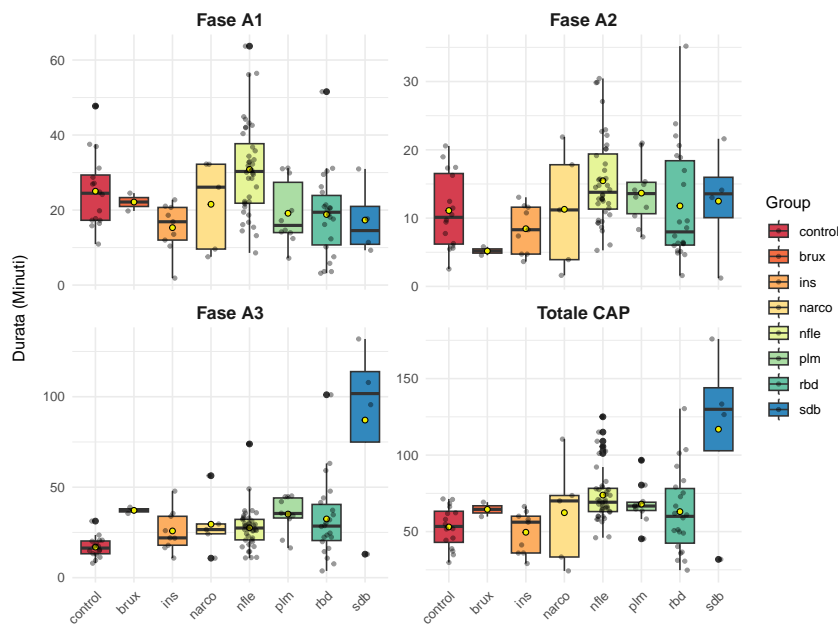 Fase A1
Fase A2
60
40
20
0
35
30
20
10
0
Durata (Minuti)
Fase A3
Totale CAP
100
50
0
150
100
50
control
brux
ins
narco
nfle
plm
rbd
sdb
control
brux
ins
narco
nfle
plm
rbd
sdb
Group
control
brux
ins
narco
nfle
plm
rbd
sdb